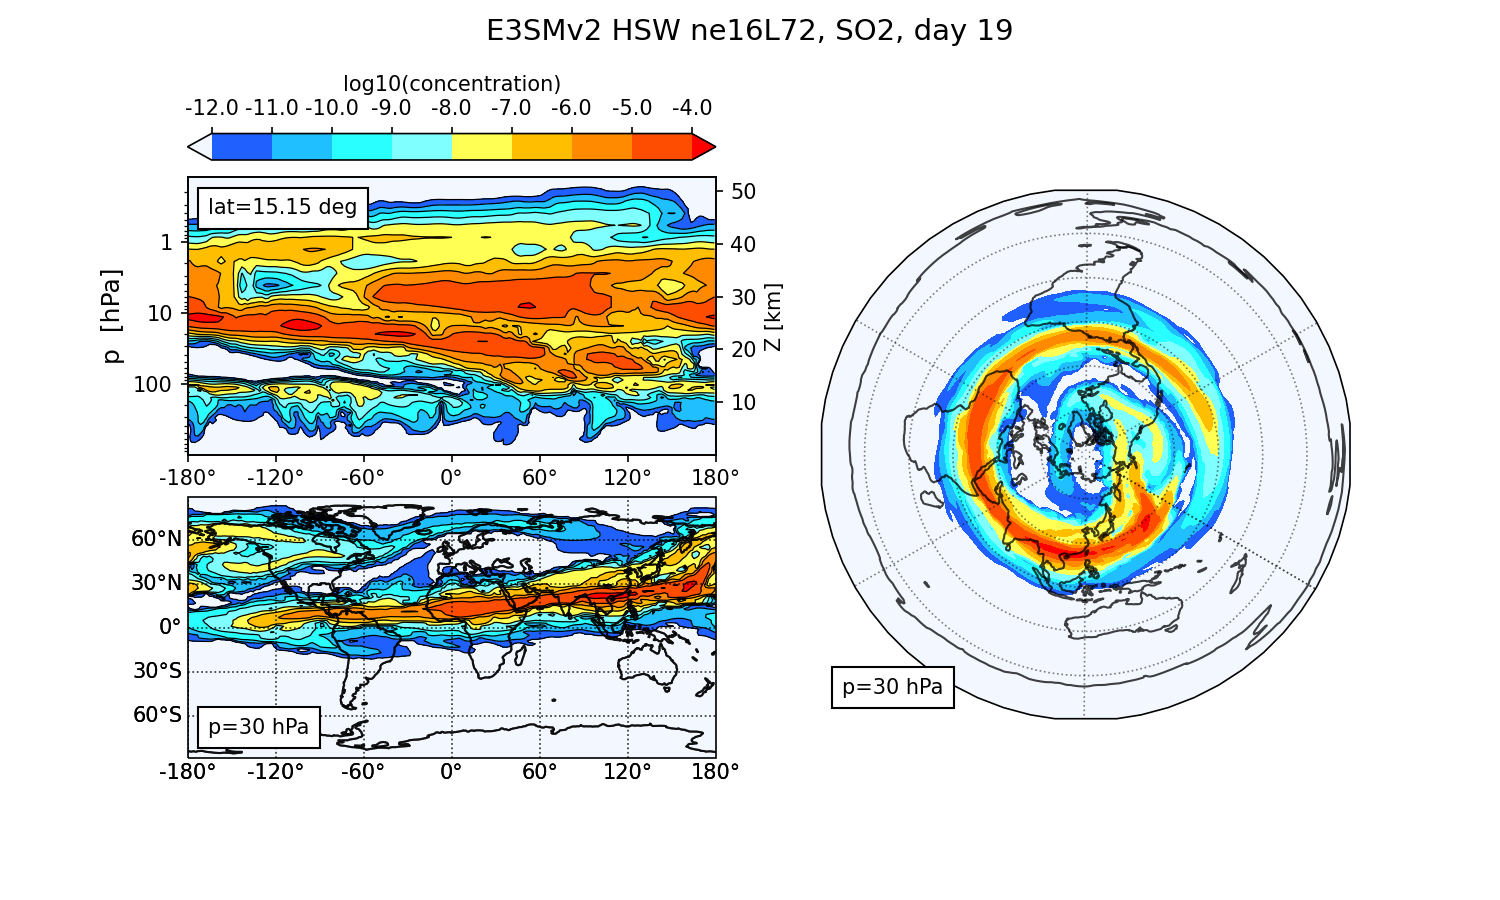 E3SMv2 HSW ne16L72, SO2, day 19
log10(concentration)
-12.0 -11.0 -10.0 -9.0 -8.0 -7.0 -6.0 -5.0 -4.0
lat=15.15 deg
p [hPa]
1
10
100
50
40
30
20
10
Z [km]
-180° -120° -60° 0° 60° 120° 180°
60°N
30°N
0°
30°S
60°S
p=30 hPa
-180° -120° -60° 0° 60° 120° 180°
p=30 hPa